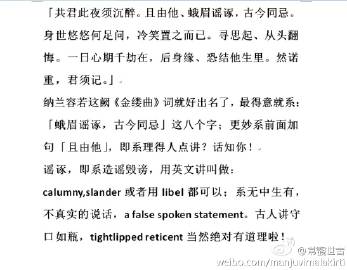 「共君此夜须沉醉。且由他、蛾眉谣诼,古今同忌。
身世悠悠何足问,冷笑置之而已。寻思起、从头翻
悔。一日心期千劫在,后身缘、恐结他生里。然诺
重,君须记。」
纳兰容若这阙《金缕曲》词就好出名了,最得意就系:
「蛾眉谣诼,古今同忌」这八个字;更妙系前面加
句「且由他」,即系理得人点讲?话知你!
谣诼,即系造谣毁谤,用英文讲叫做:
calumny,slander 或者用 libel 都可以;系无中生有,
不真实的说话,a false spoken statement。古人讲守
口如瓶,tightlipped reticent 当然绝对有道理啦!
weibo.com/manjuvimalakirti